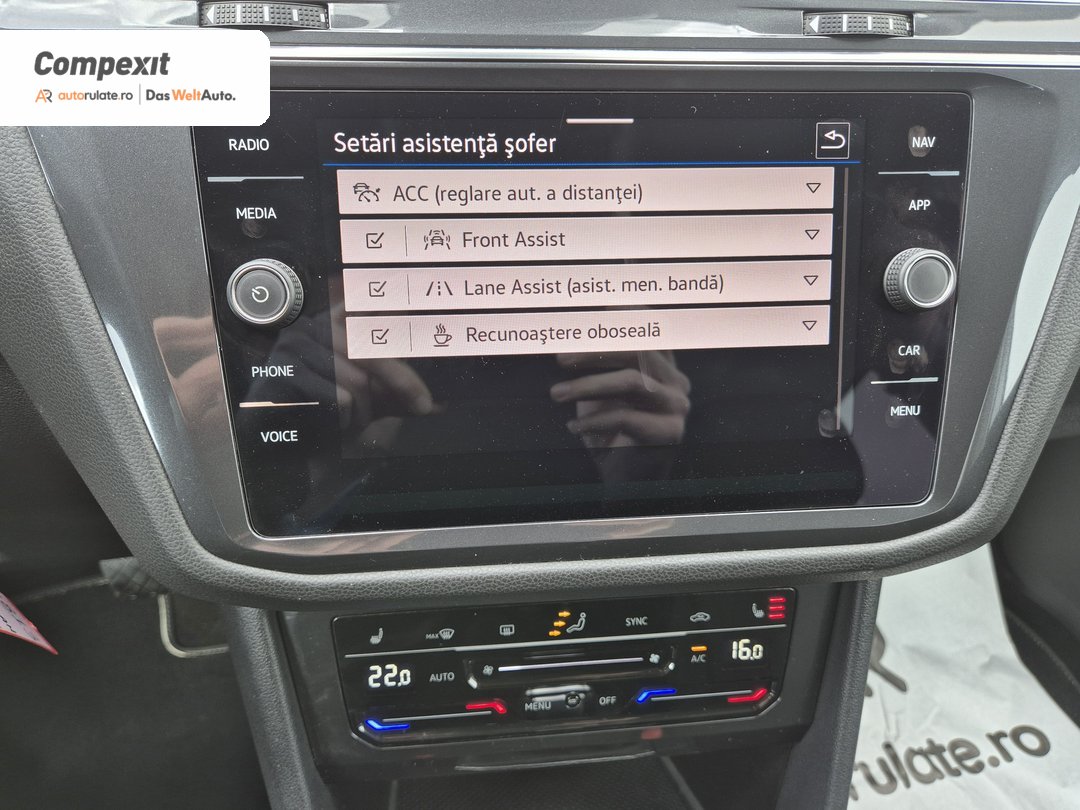 Compexit
autorulate.ro | Das WeltAuto.
RADIO
MEDIA
PHONE
VOICE
Setări asistenţă şofer
ACC (reglare aut. a distanţei)
Front Assist
Lane Assist (asist. men. bandă)
Recunoaştere oboseală
NAV
APP
CAR
MENU
MAX
SYNC
22.0
AUTO
A/C
16.0
MENU
OFF
rulate.ro